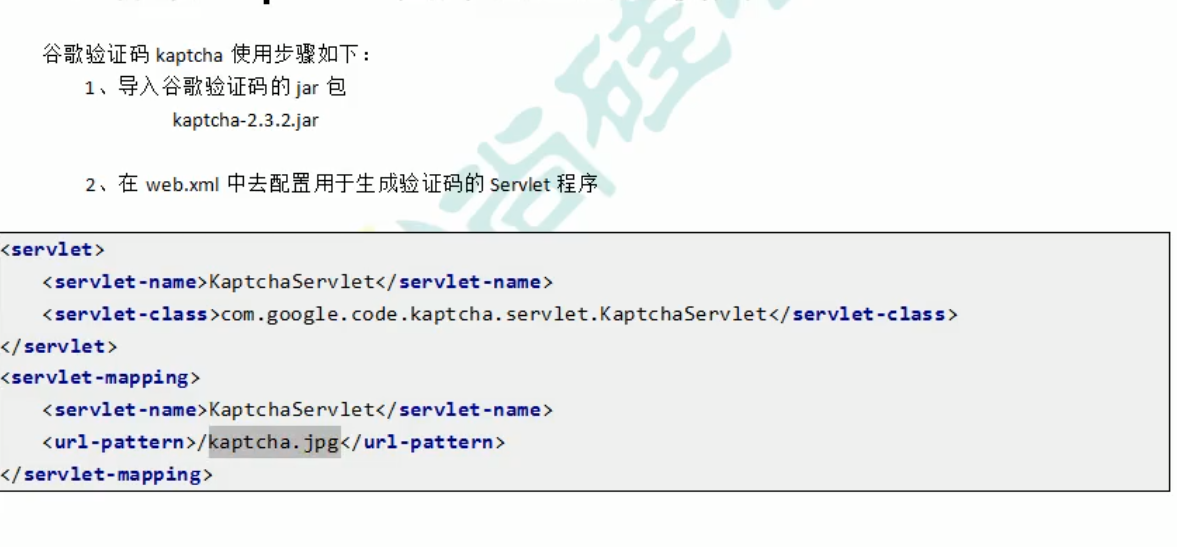 谷歌验证码 kaptcha 使用步骤如下：
1、导入谷歌验证码的 jar 包
kaptcha-2.3.2.jar
2、在 web.xml 中去配置用于生成验证码的 Servlet 程序
<servlet>
<servlet-name>KaptchaServlet</servlet-name>
<servlet-class>com.google.code.kaptcha.servlet.KaptchaServlet</servlet-class>
</servlet>
<servlet-mapping>
<servlet-name>KaptchaServlet</servlet-name>
<url-pattern>/kaptcha.jpg</url-pattern>
</servlet-mapping>
尚硅